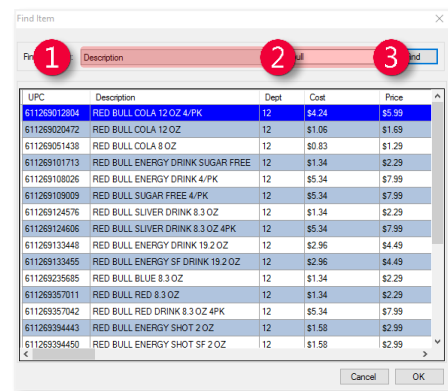 Find Item
1 Description 2 ull 3 nd
UPC Description Dept Cost Price
611269012804 RED BULL COLA 12 OZ 4/PK 12 $4.24 $5.99
611269020472 RED BULL COLA 12 OZ 12 $1.06 $1.69
611269051438 RED BULL COLA 8 OZ 12 $0.83 $1.29
611269101713 RED BULL ENERGY DRINK SUGAR FREE 12 $1.34 $2.29
611269108026 RED BULL ENERGY DRINK 4/PK 12 $5.34 $7.99
611269109009 RED BULL SUGAR FREE 4/PK 12 $5.34 $7.99
611269124576 RED BULL SLIVER DRINK 8.3 OZ 12 $1.34 $2.29
611269124606 RED BULL SLIVER DRINK 8.3 OZ 4PK 12 $5.34 $7.99
611269133448 RED BULL ENERGY DRINK 19.2 OZ 12 $2.96 $4.49
611269133455 RED BULL ENERGY SF DRINK 19.2 OZ 12 $2.96 $4.49
611269235685 RED BULL BLUE 8.3 OZ 12 $1.34 $2.29
611269357011 RED BULL RED 8.3 OZ 12 $1.34 $2.29
611269357042 RED BULL RED DRINK 8.3 OZ 4PK 12 $5.34 $7.99
611269394443 RED BULL ENERGY SHOT 2 OZ 12 $1.58 $2.99
611269394450 RED BULL ENERGY SHOT SF 2 OZ 12 $1.58 $2.99
Cancel OK